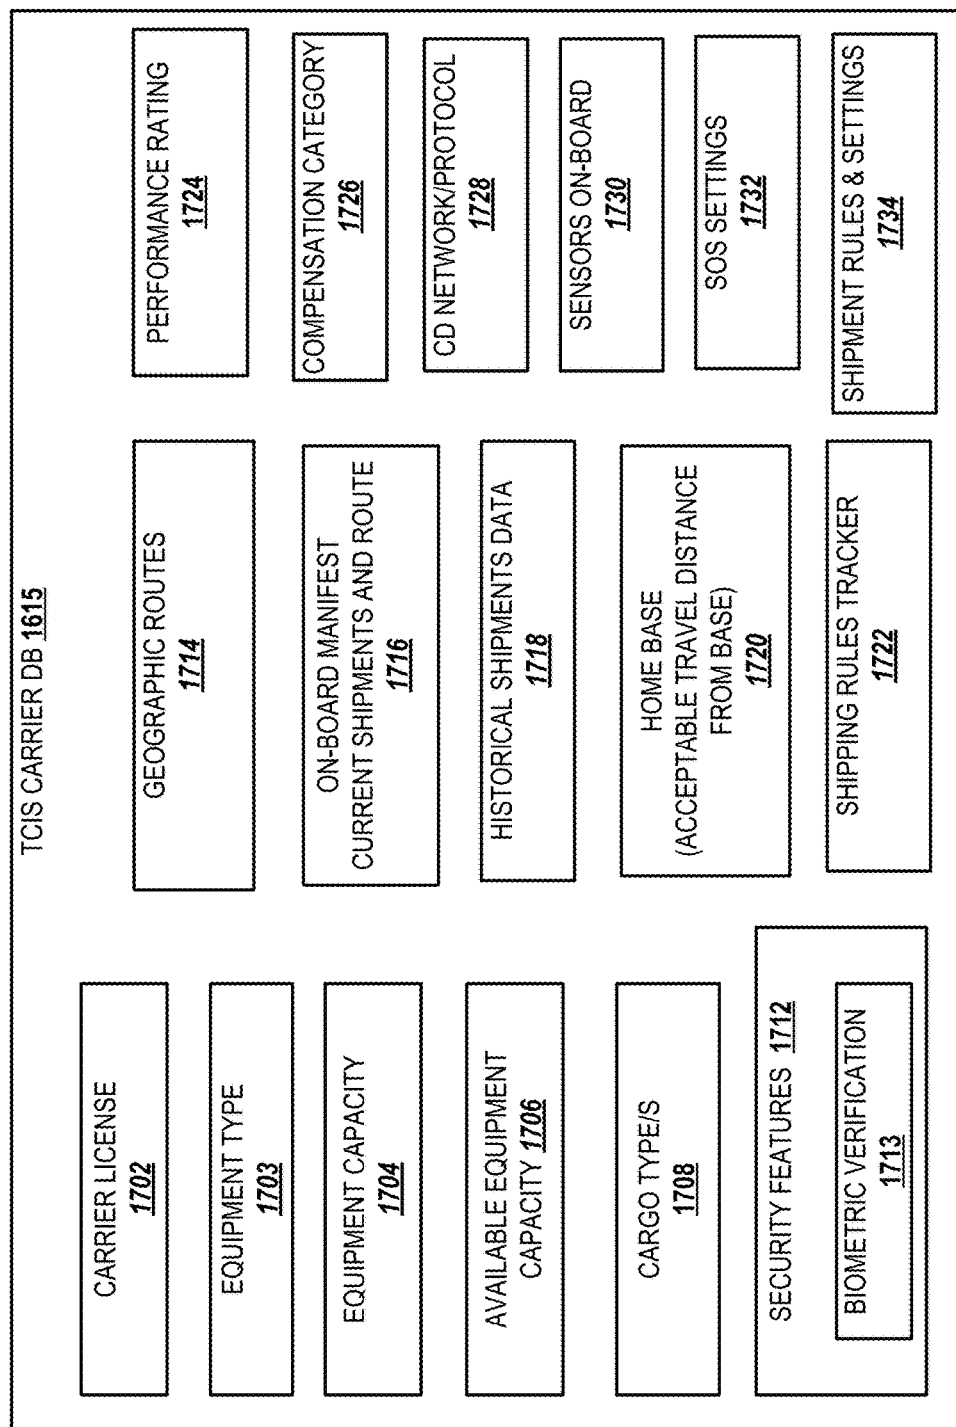 TCIS CARRIER DB 1615
CARRIER LICENSE
1702
EQUIPMENT TYPE
1703
EQUIPMENT CAPACITY
1704
AVAILABLE EQUIPMENT
CAPACITY 1706
CARGO TYPE/S
1708
SECURITY FEATURES 1712
BIOMETRIC VERIFICATION
1713
GEOGRAPHIC ROUTES
1714
ON-BOARD MANIFEST
CURRENT SHIPMENTS AND ROUTE
1716
HISTORICAL SHIPMENTS DATA
1718
HOME BASE
(ACCEPTABLE TRAVEL DISTANCE
FROM BASE)
1720
SHIPPING RULES TRACKER
1722
PERFORMANCE RATING
1724
COMPENSATION CATEGORY
1726
CD NETWORK/PROTOCOL
1728
SENSORS ON-BOARD
1730
SOS SETTINGS
1732
SHIPMENT RULES & SETTINGS
1734